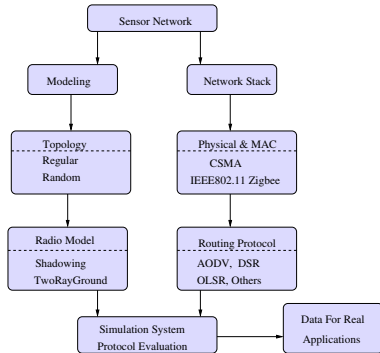 Sensor Network
Modeling
Network Stack
Topology
Regular
Random
Physical & MAC
CSMA
IEEE802.11 Zigbee
Radio Model
Shadowing
TwoRayGround
Routing Protocol
AODV, DSR
OLSR, Others
Simulation System
Protocol Evaluation
Data For Real
Applications